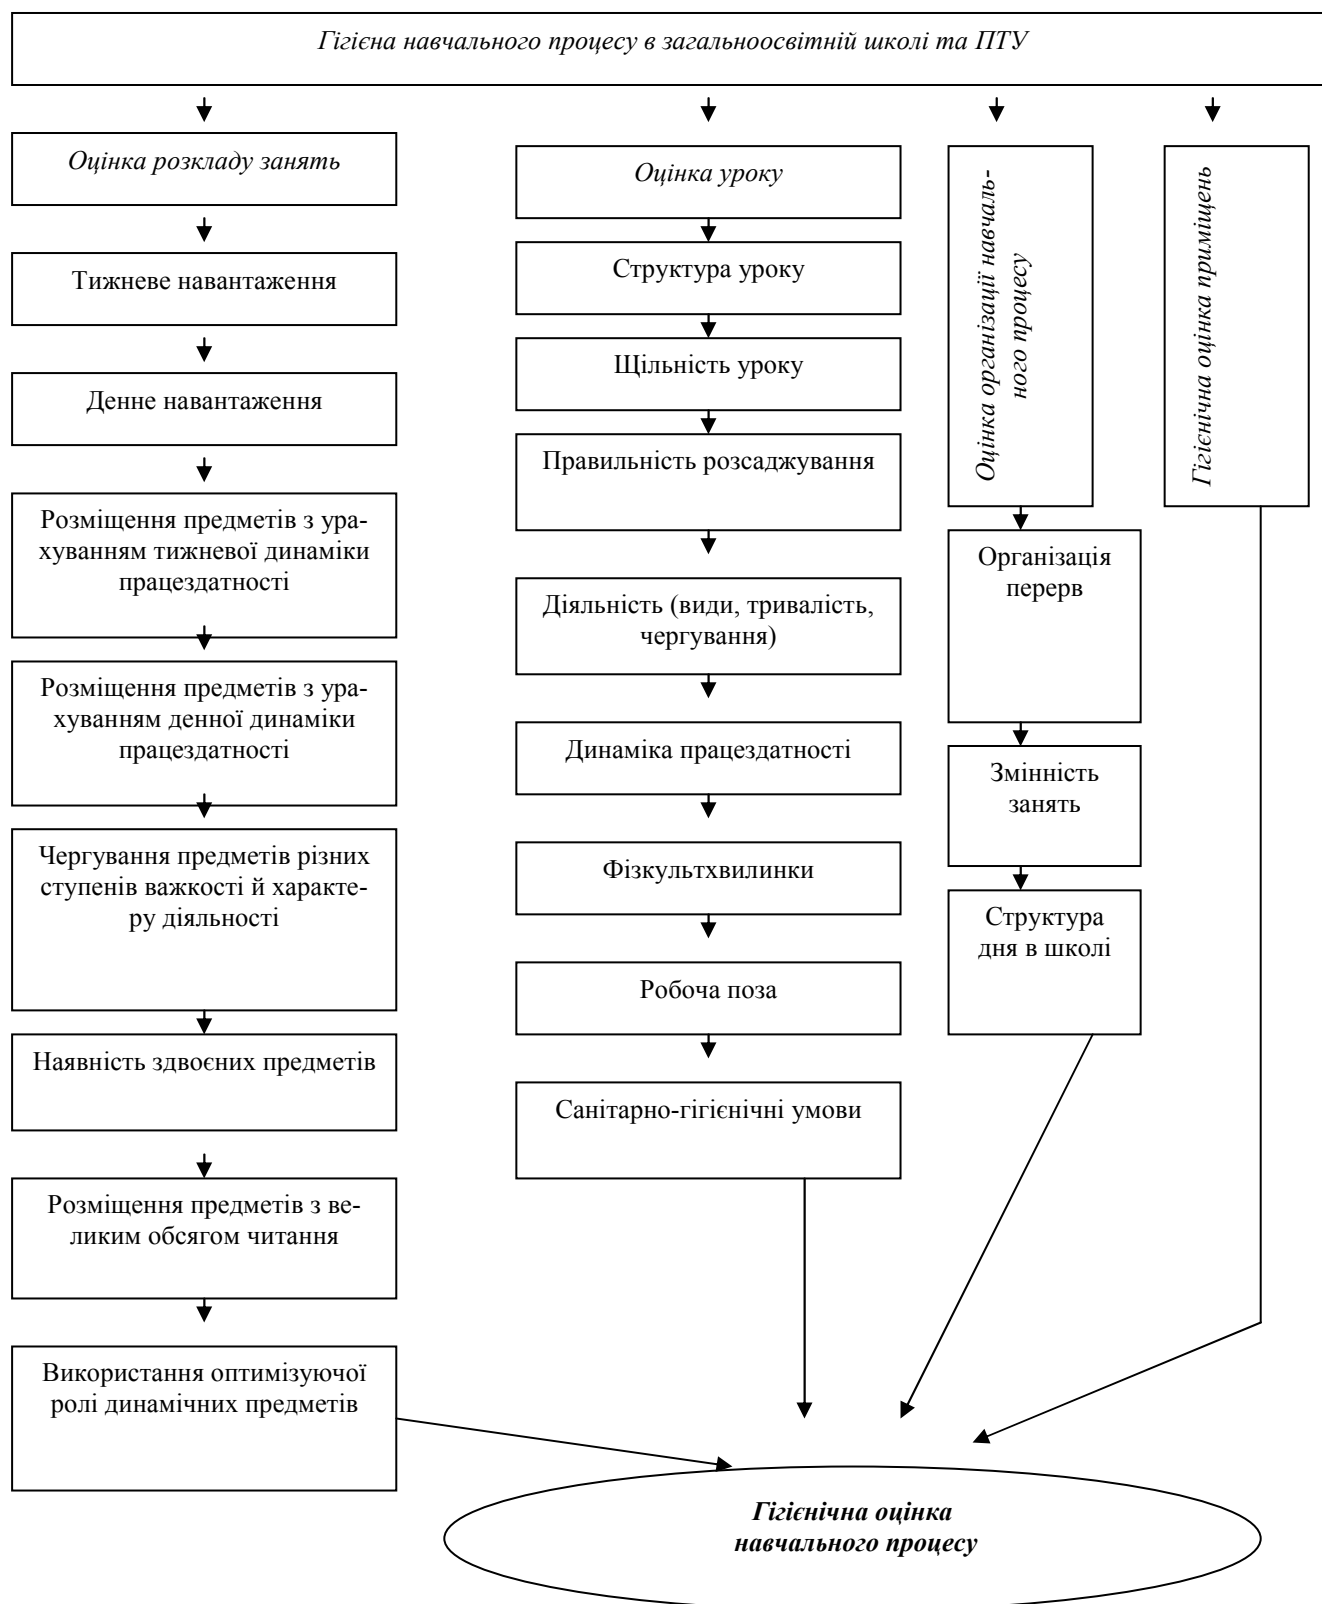 Гігієна навчального процесу в загальноосвітній школі та ПТУ
Оцінка розкладу занять
Тижневе навантаження
Денне навантаження
Розміщення предметів з ура-
хуванням тижневої динаміки
працездатності
Розміщення предметів з ура-
хуванням денної динаміки
працездатності
Чергування предметів різних
ступенів важкості й характе-
ру діяльності
Наявність здвоєних предметів
Розміщення предметів з ве-
ликим обсягом читання
Використання оптимізуючої
ролі динамічних предметів
Оцінка уроку
Структура уроку
Щільність уроку
Правильність розсаджування
Діяльність (види, тривалість,
чергування)
Динаміка працездатності
Фізкультхвилинки
Робоча поза
Санітарно-гігієнічні умови
Оцінка організації навчаль-
ного процесу
Організація
перерв
Змінність
занять
Структура
дня в школі
Гігієнічна оцінка приміщень
Гігієнічна оцінка
навчального процесу